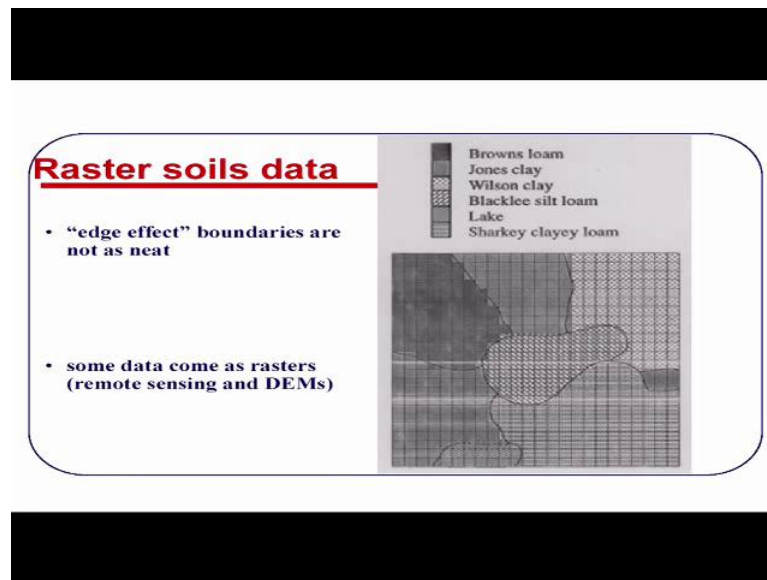 Raster soils data
• “edge effect” boundaries are
not as neat
• some data come as rasters
(remote sensing and DEMs)
Browns loam
Jones clay
Wilson clay
Blacklee silt loam
Lake
Sharkey clayey loam